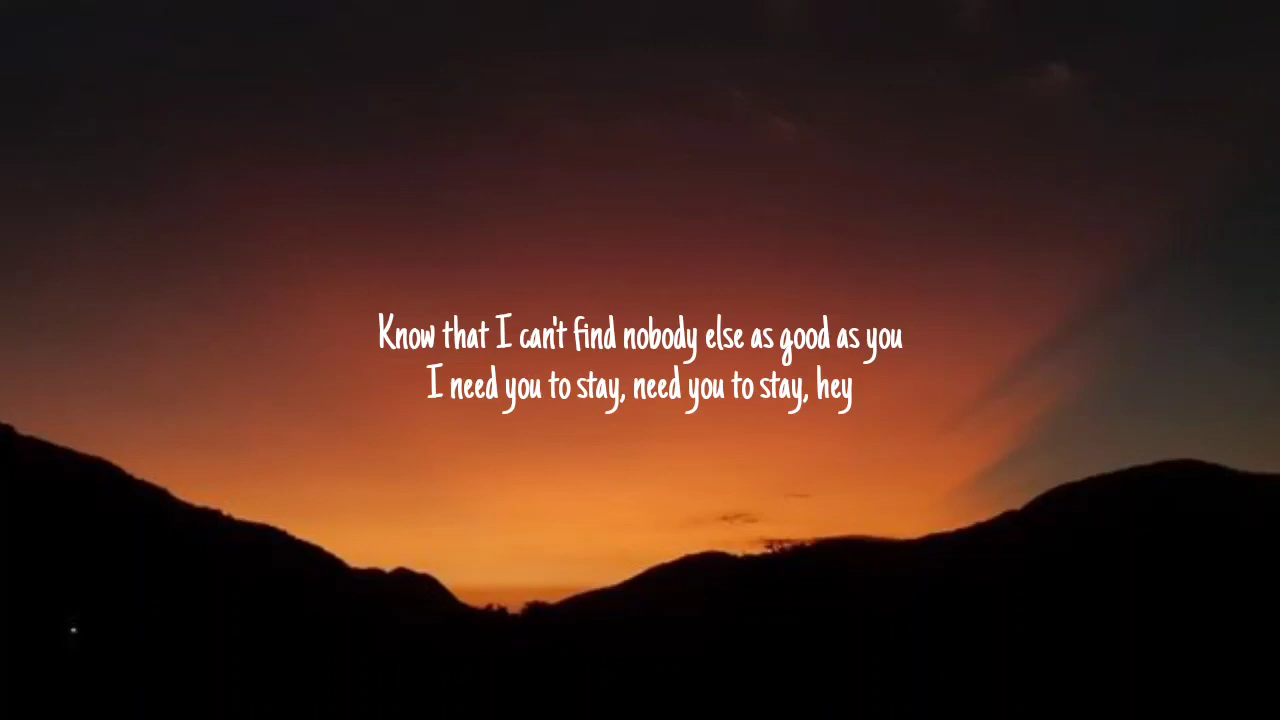 Know that I can't find nobody else as good as you
I need you to stay, need you to stay, hey